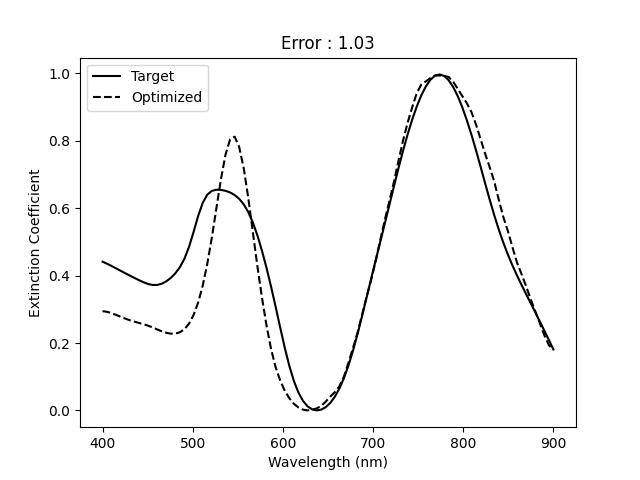 Error : 1.03
Target
Optimized
Extinction Coefficient
1.0
0.8
0.6
0.4
0.2
0.0
400 500 600 700 800 900
Wavelength (nm)